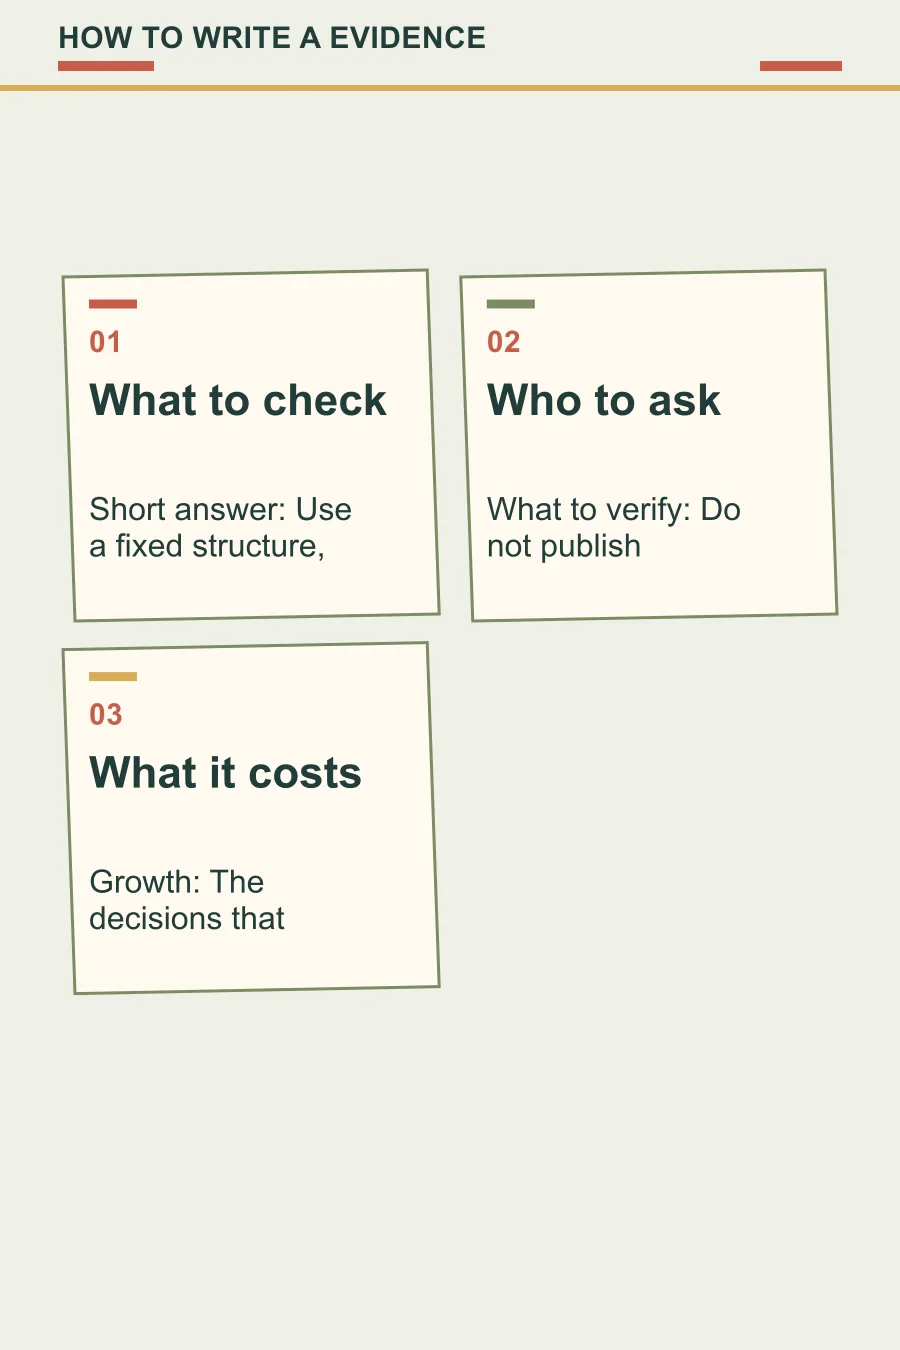 HOW TO WRITE A EVIDENCE
01
What to check
Short answer: Use
a fixed structure,
02
Who to ask
What to verify: Do
not publish
03
What it costs
Growth: The
decisions that